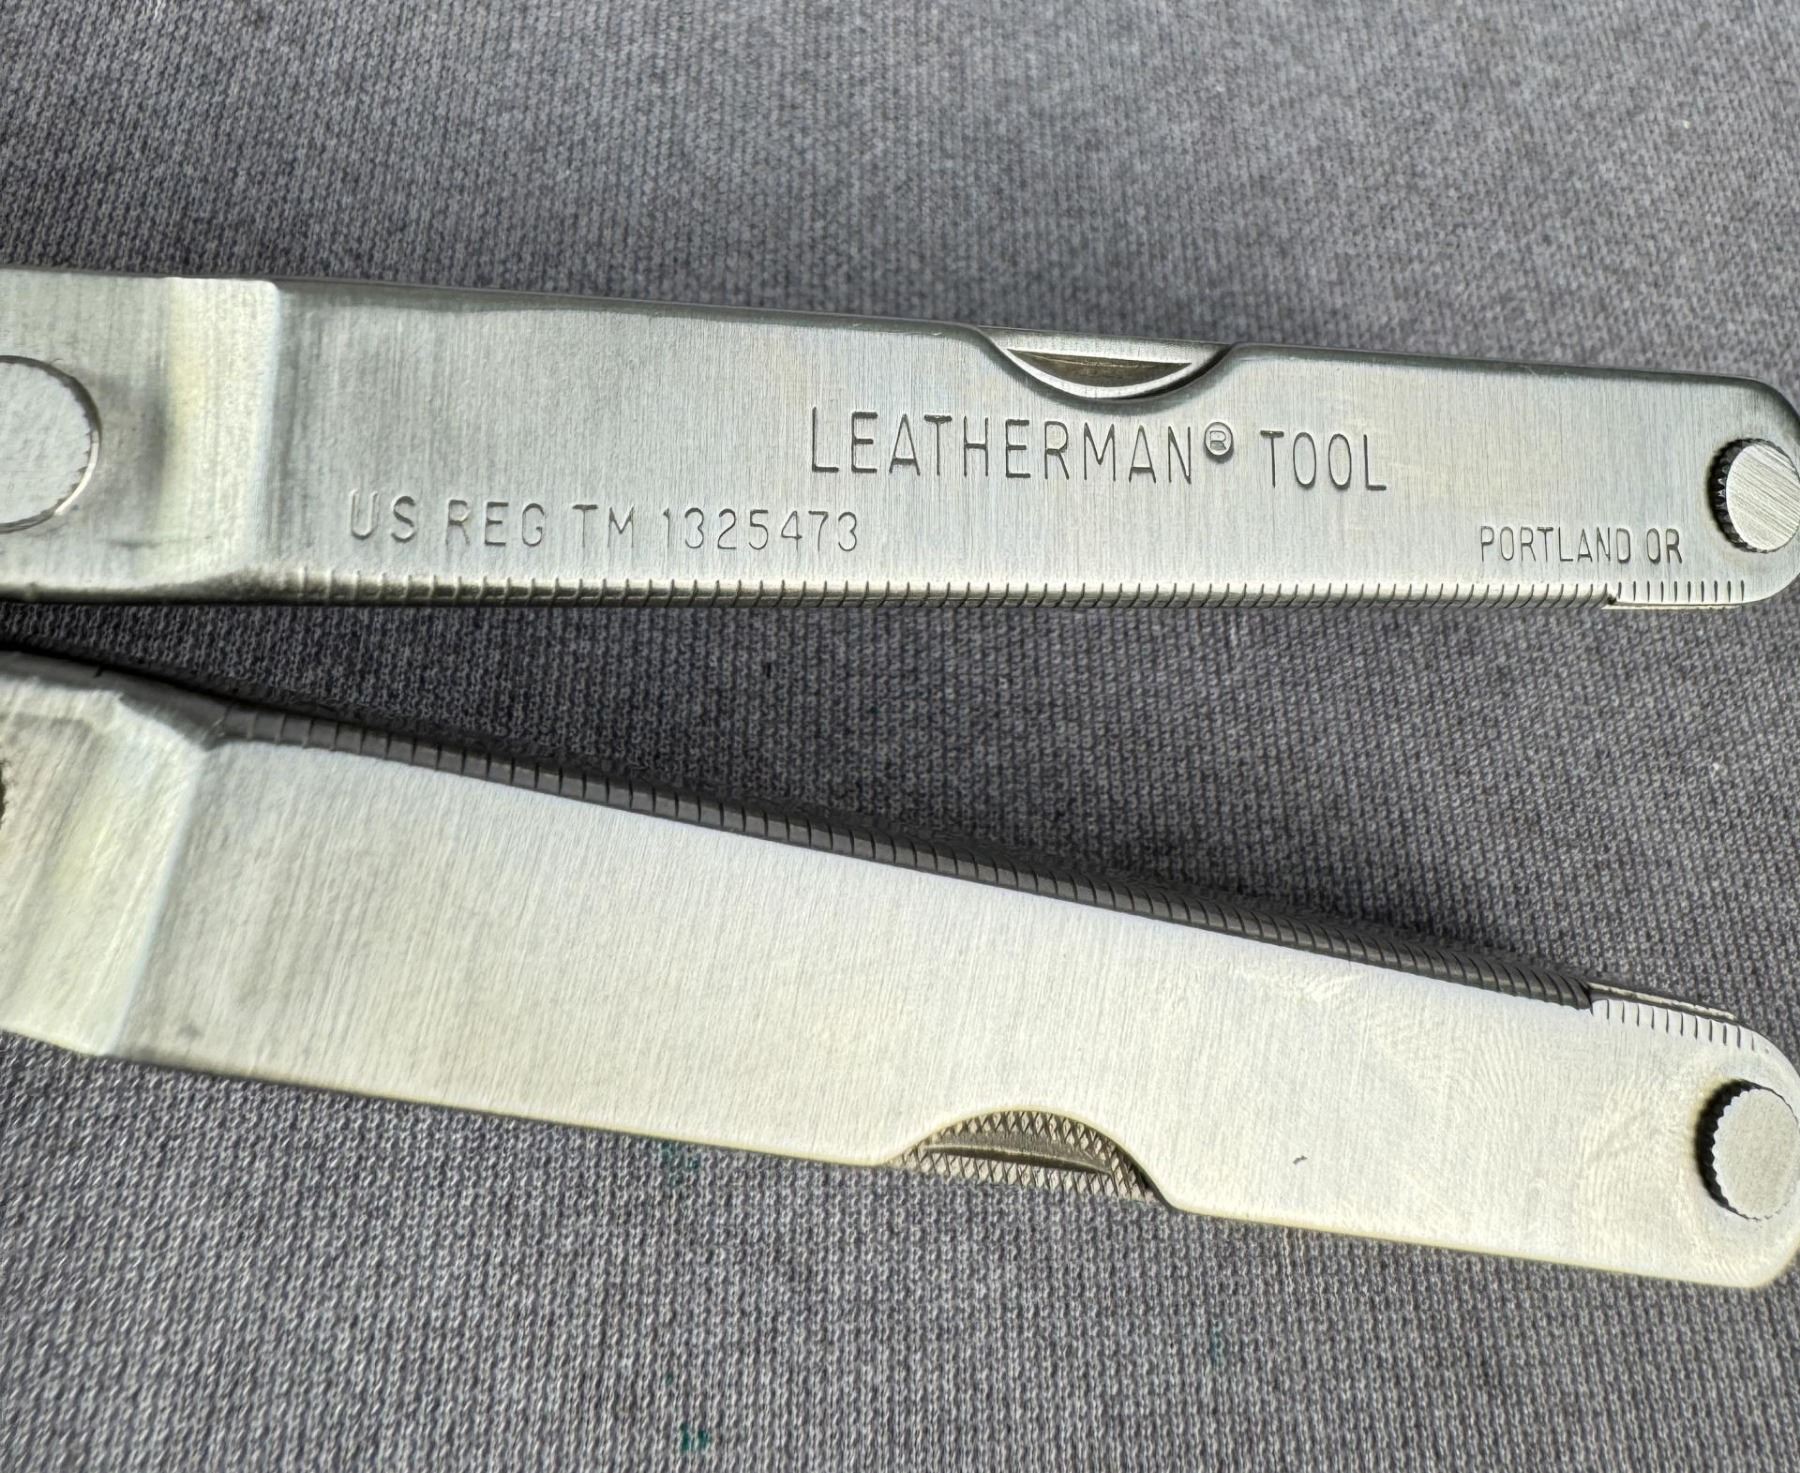 LEATHERMAN® TOOL
US REG TM 1325473
PORTLAND OR